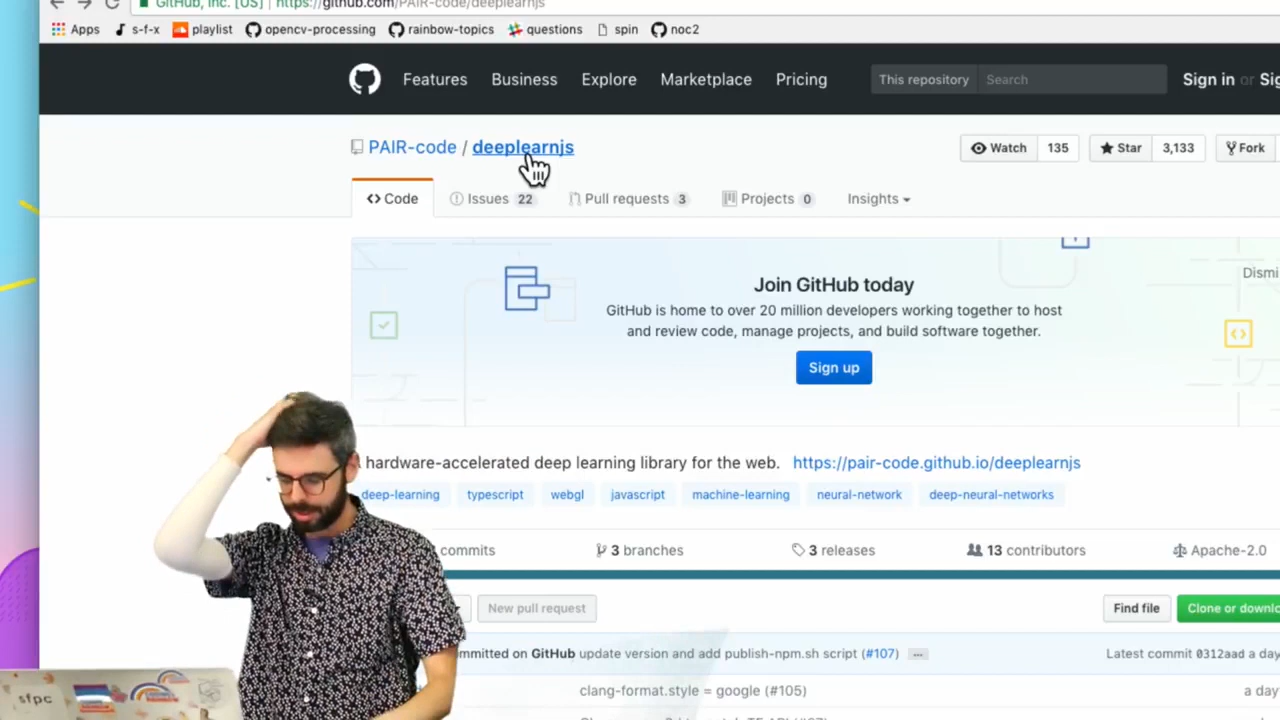 GitHub, Inc. [US] https://github.com/PAIR-code/deeplearnjs
Apps s-f-x playlist opencv-processing rainbow-topics questions spin noc2
Features Business Explore Marketplace Pricing This repository Search Sign in or
PAIR-code / deeplearnjs Watch 135 Star 3,133 Fork
Code Issues 22 Pull requests 3 Projects 0 Insights
Join GitHub today
Dismi
GitHub is home to over 20 million developers working together to host
and review code, manage projects, and build software together.
Sign up
hardware-accelerated deep learning library for the web. https://pair-code.github.io/deeplearnjs
deep-learning typescript webgl javascript machine-learning neural-network deep-neural-networks
commits 3 branches 3 releases 13 contributors Apache-2.0
New pull request Find file Clone or downlo
mmitted on GitHub update version and add publish-npm.sh script (#107) Latest commit 0312aad a day
clang-format.style = google (#105) a day
sfpc